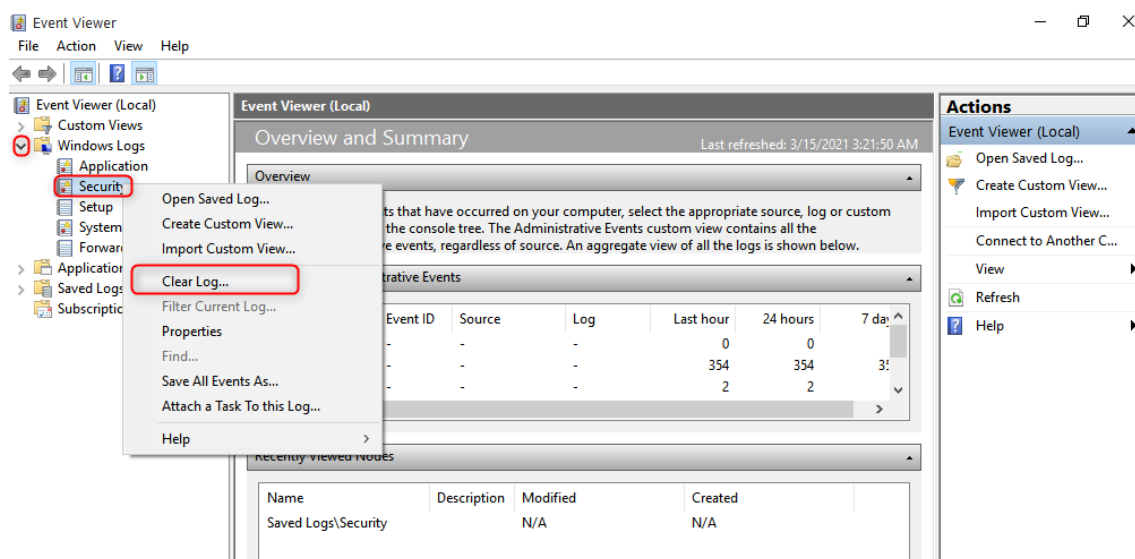 Event Viewer
File Action View Help
Event Viewer (Local)
Custom Views
Windows Logs
Application
Security
Setup
System
Forwar
Application
Saved Logs
Subscriptic
Open Saved Log...
Create Custom View...
Import Custom View...
Clear Log...
Filter Current Log...
Properties
Find...
Save All Events As...
Attach a Task To this Log...
Help
Event Viewer (Local)
Overview and Summary Last refreshed: 3/15/2021 3:21:50 AM
Overview
ts that have occurred on your computer, select the appropriate source, log or custom
the console tree. The Administrative Events custom view contains all the
e events, regardless of source. An aggregate view of all the logs is shown below.
trative Events
Event ID Source Log Last hour 24 hours 7 day
- - - 0 0
- - - 354 354 35
- - - 2 2
Recently Viewed Nodes
Name Description Modified Created
Saved Logs\Security N/A N/A
Actions
Event Viewer (Local)
Open Saved Log...
Create Custom View...
Import Custom View...
Connect to Another C...
View
Refresh
Help